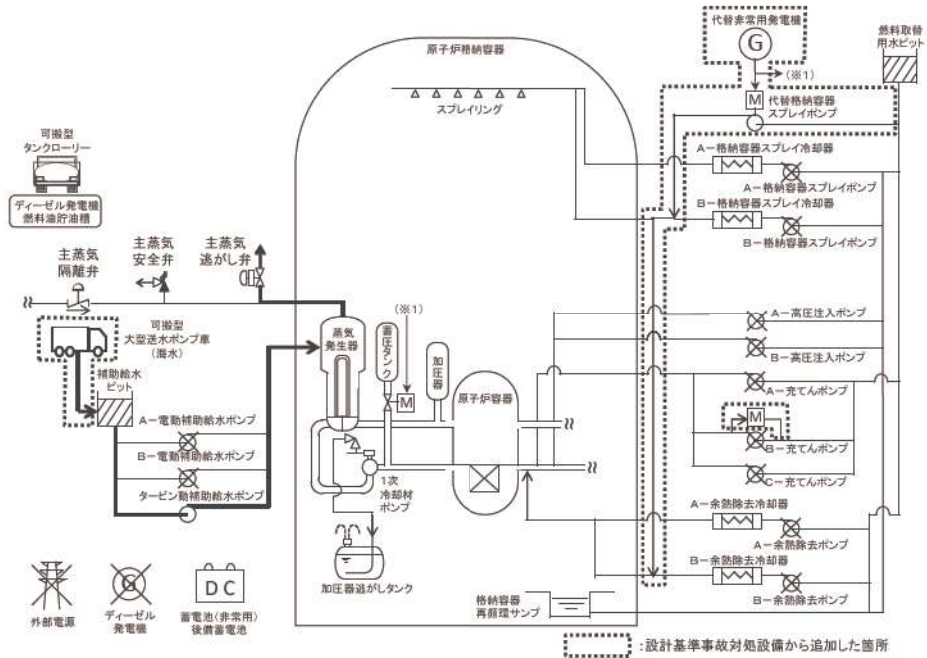 代替非常用発電機
G
(※1)
M
代替格納容器
スプレイポンプ
燃料取替
用水ピット
原子炉格納容器
スプレイリング
可搬型
タンクローリー
ディーゼル発電機
燃料油貯油槽
A-格納容器スプレイ冷却器
A-格納容器スプレイポンプ
B-格納容器スプレイ冷却器
B-格納容器スプレイポンプ
主蒸気
隔離弁
主蒸気
安全弁
主蒸気
逃がし弁
可搬型
大型送水ポンプ車
(海水)
補助給水
ピット
蒸気
発生器
蓄圧タンク
(※1)
M
加圧器
原子炉容器
A-高圧注入ポンプ
B-高圧注入ポンプ
A-充てんポンプ
M
B-充てんポンプ
C-充てんポンプ
A-電動補助給水ポンプ
B-電動補助給水ポンプ
タービン動補助給水ポンプ
1次
冷却材
ポンプ
A-余熱除去冷却器
A-余熱除去ポンプ
B-余熱除去冷却器
B-余熱除去ポンプ
加圧器逃がしタンク
格納容器
再循環サンプ
外部電源
G
ディーゼル
発電機
DC
蓄電池(非常用)
後備蓄電池
:設計基準事故対処設備から追加した箇所